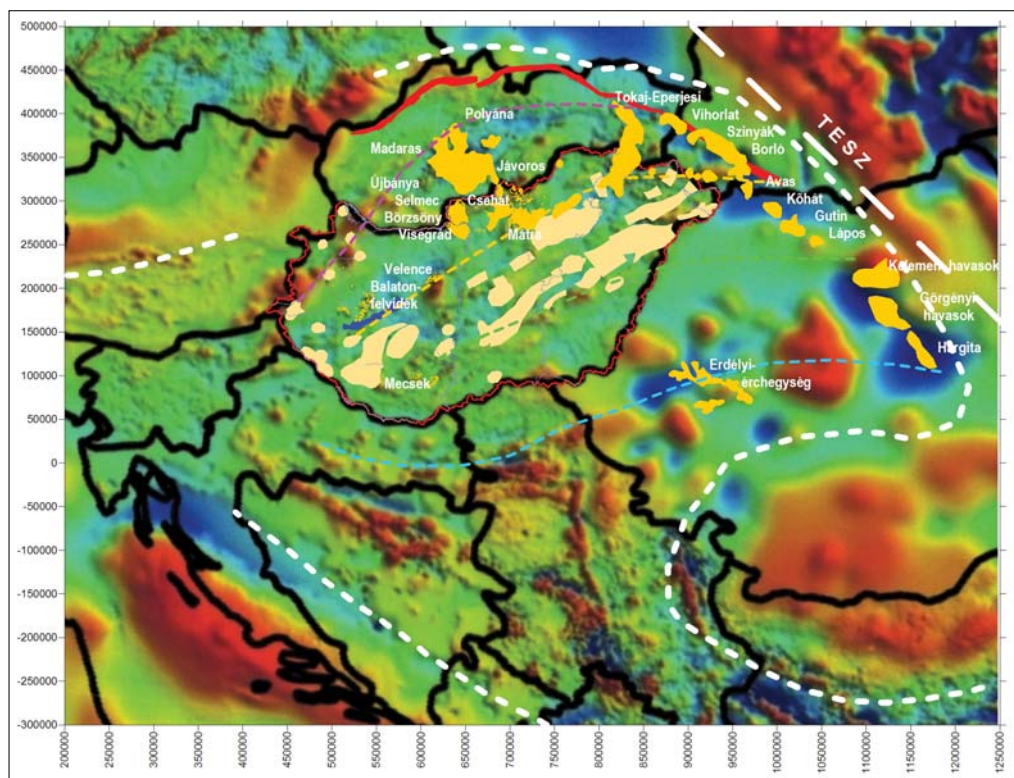 500000
450000
400000
350000
300000
250000
200000
150000
100000
50000
0
-50000
-100000
-150000
-200000
-250000
-300000
Tokaj-Eperjesi
Vihorlat
Szinyák
Borló
TESZ
Polyána
Madaras
Jávoros
Újbánya
Selmec
Börzsöny
Visegrád
Cserhát
Mátra
Avas
Kőhát
Gutin
Lápos
Velence
Balaton-
felvidék
Mecsek
Kelemen-havasok
Görgényi-
havasok
Hargita
Erdélyi-
érchegység
200000
250000
300000
350000
400000
450000
500000
550000
600000
650000
700000
750000
800000
850000
900000
950000
1000000
1050000
1100000
1150000
1200000
1250000